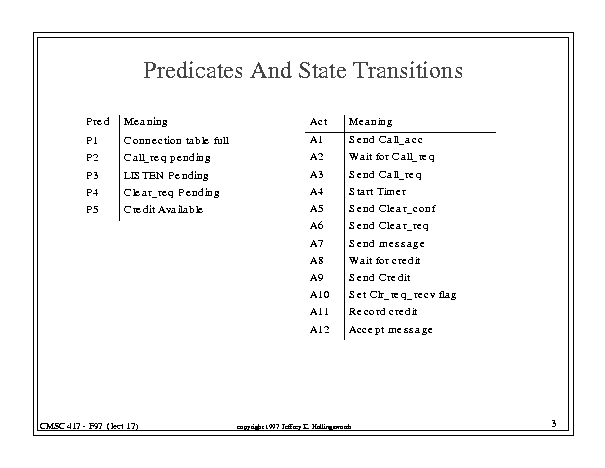 Predicates And State Transitions
Pred Meaning
P1 Connection table full
P2 Call_req pending
P3 LISTEN Pending
P4 Clear_req Pending
P5 Credit Available
Act Meaning
A1 Send Call_acc
A2 Wait for Call_req
A3 Send Call_req
A4 Start Timer
A5 Send Clear_conf
A6 Send Clear_req
A7 Send message
A8 Wait for credit
A9 Send Credit
A10 Set Clr_req_recv flag
A11 Record credit
A12 Accept message
CMSC 417 - F97 (lect 17)
copyright 1997 Jeffrey K. Hollingsworth
3